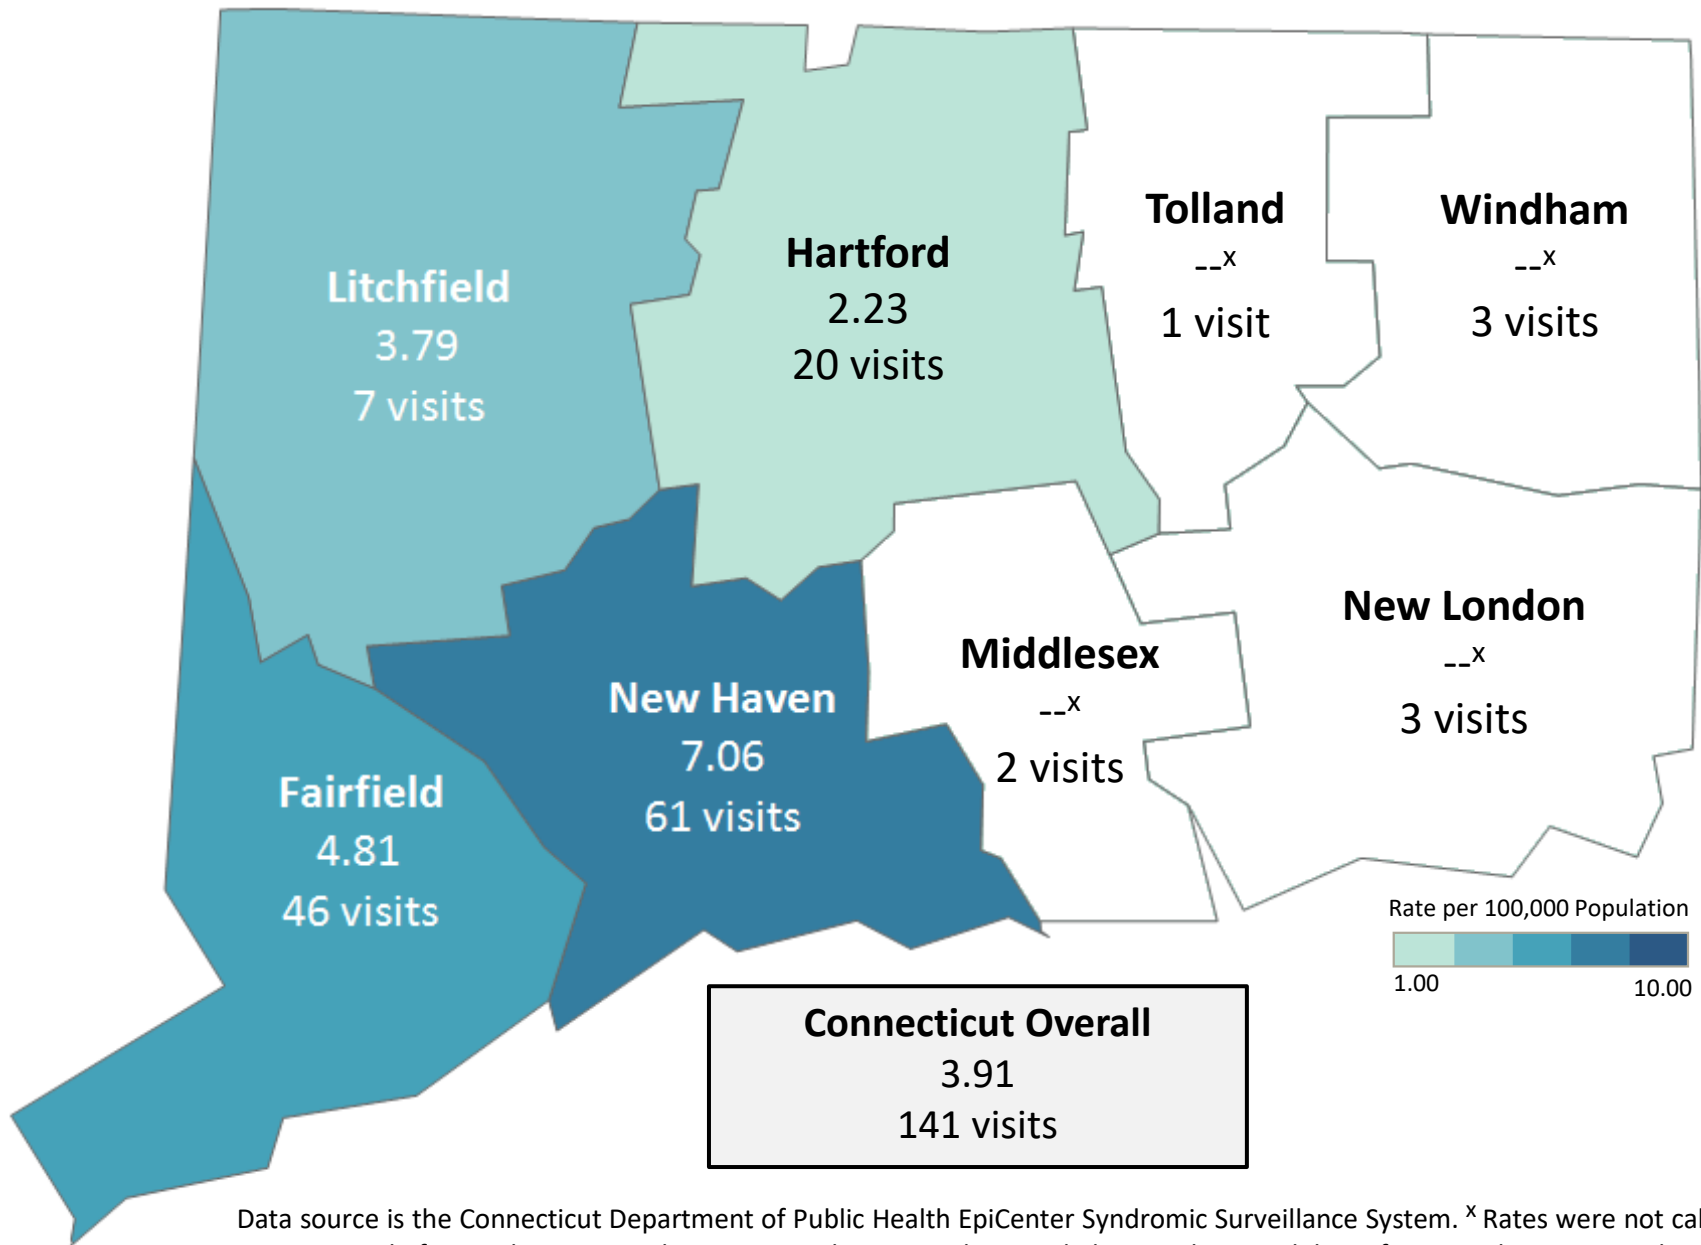 Litchfield
3.79
7 visits
Hartford
2.23
20 visits
Tolland
--x
1 visit
Windham
--x
3 visits
Fairfield
4.81
46 visits
New Haven
7.06
61 visits
Middlesex
--x
2 visits
New London
--x
3 visits
Rate per 100,000 Population
1.00
10.00
Connecticut Overall
3.91
141 visits
Data source is the Connecticut Department of Public Health EpiCenter Syndromic Surveillance System. x Rates were not